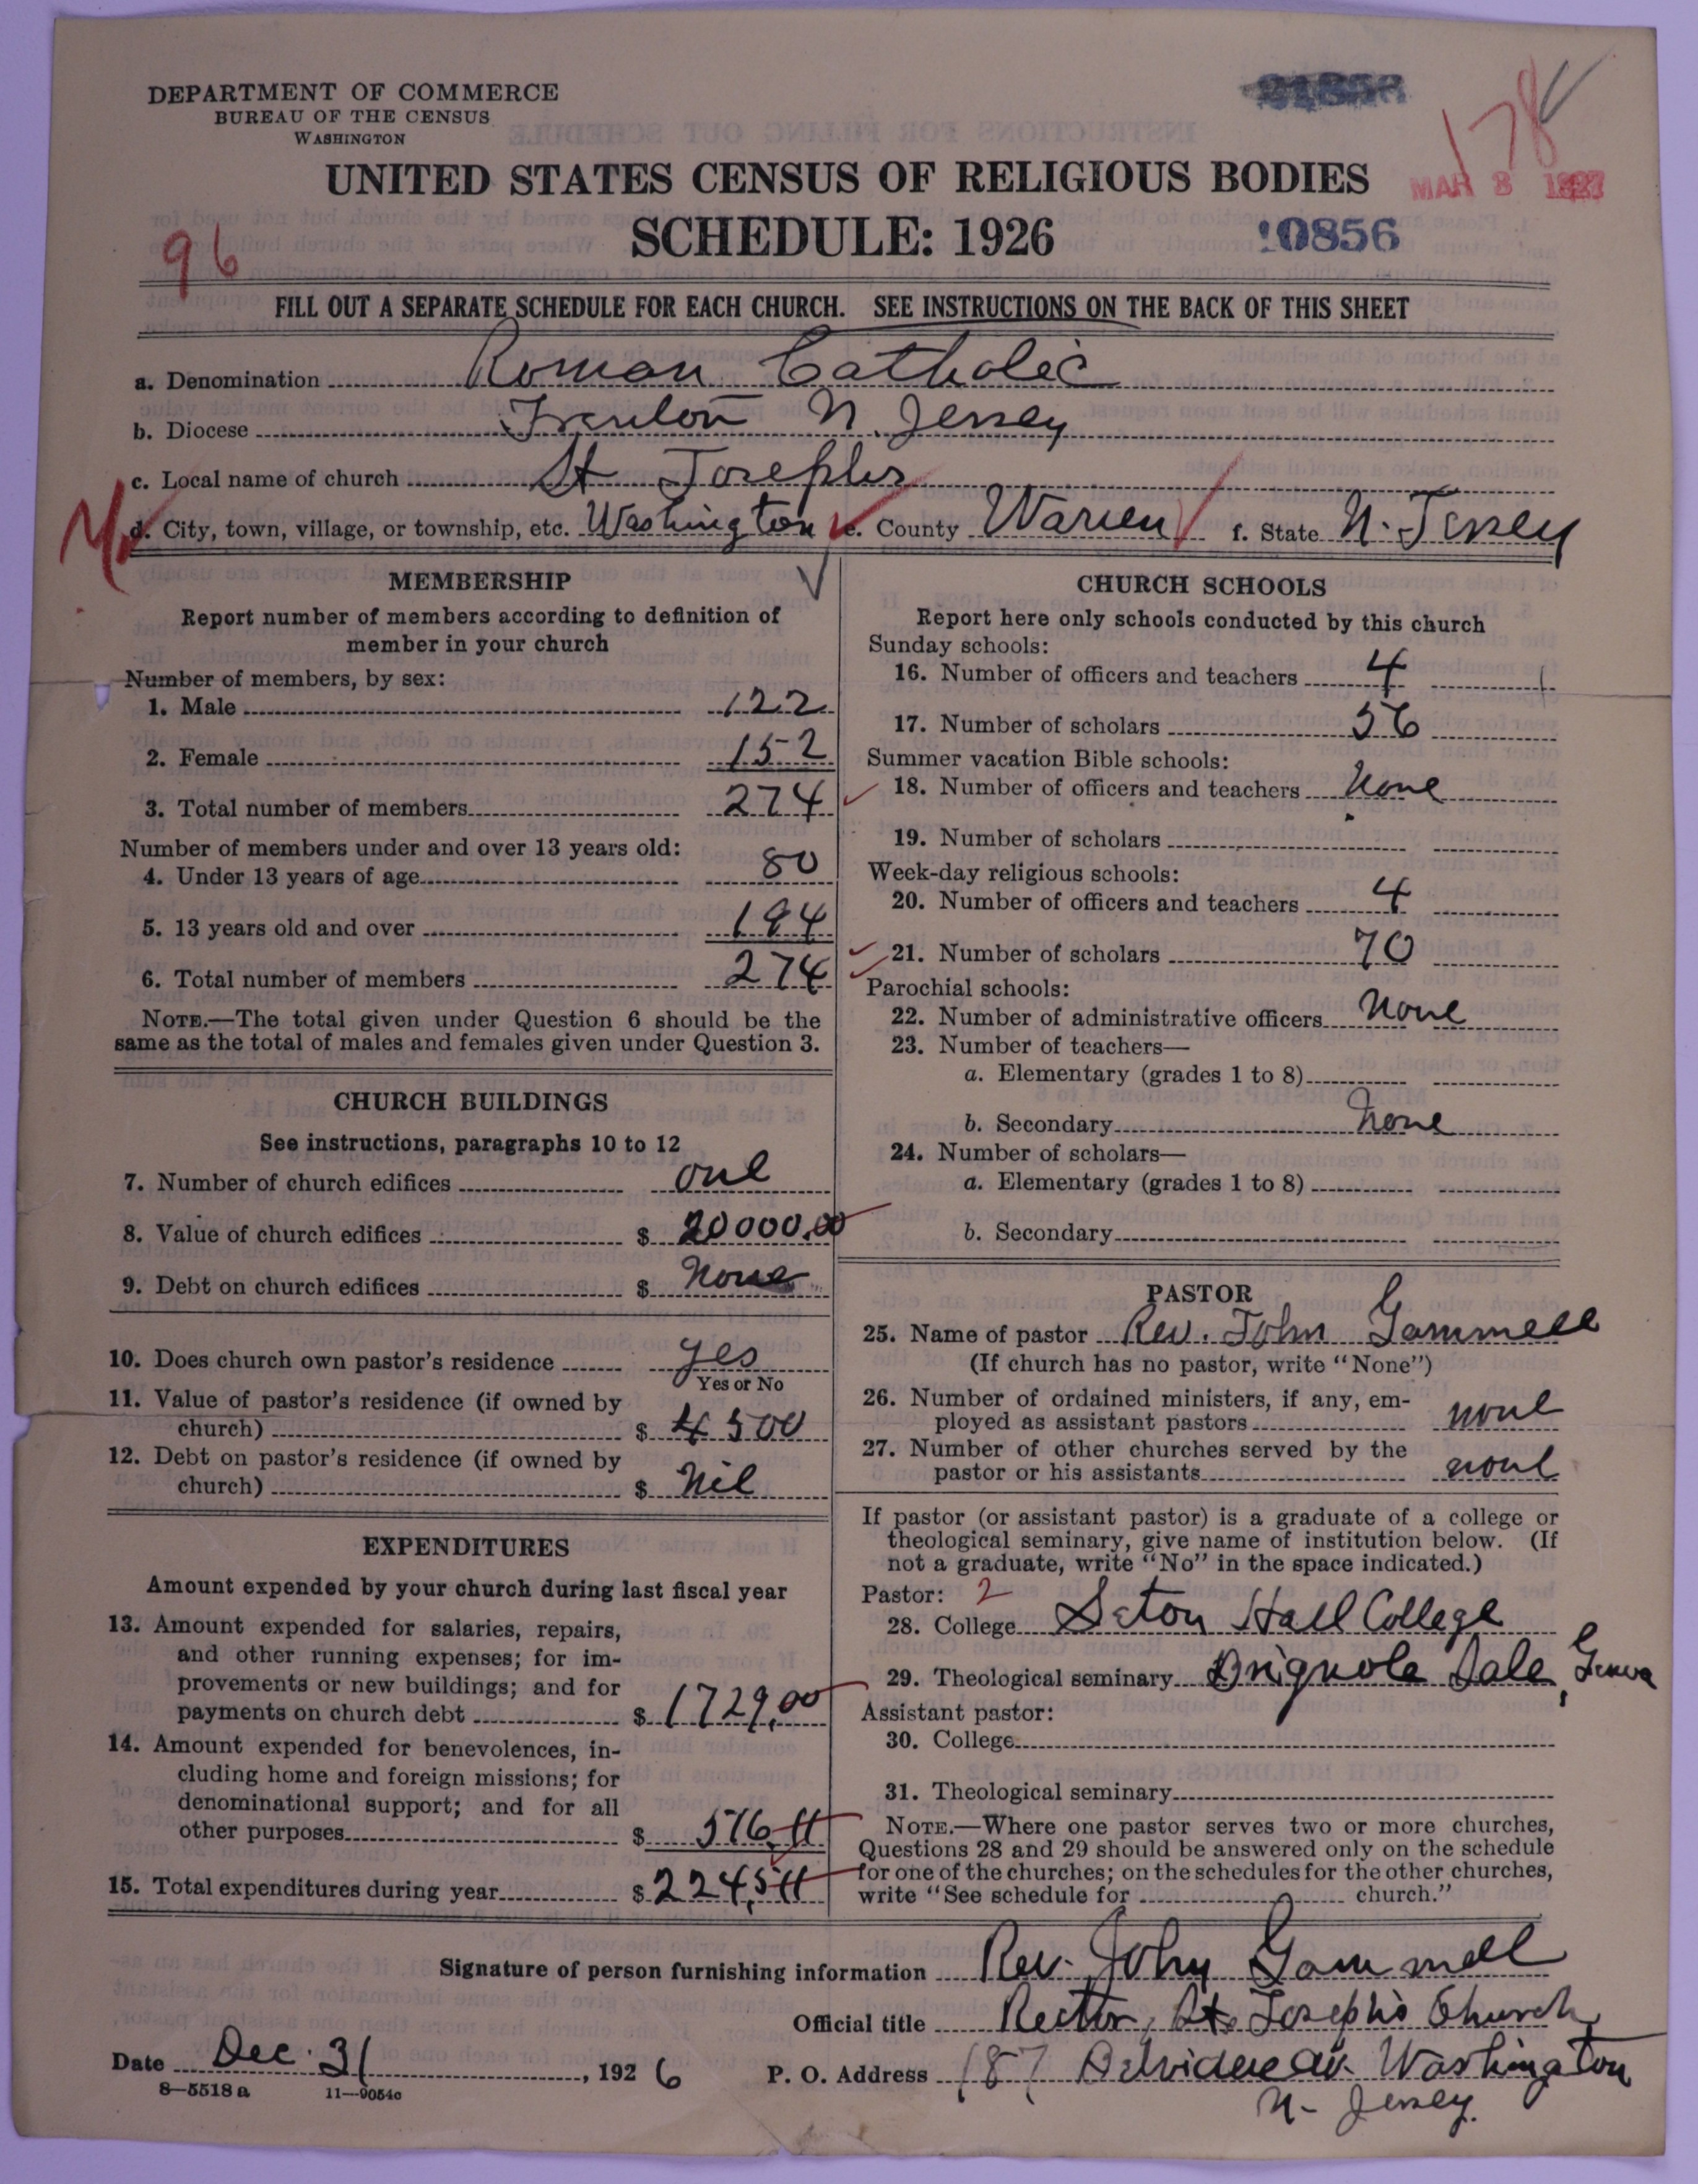 DEPARTMENT OF COMMERCE
BUREAU OF THE CENSUS
WASHINGTON
178
UNITED STATES CENSUS OF RELIGIOUS BODIES
MAR 8 1927
SCHEDULE: 1926
10856
96
FILL OUT A SEPARATE SCHEDULE FOR EACH CHURCH. SEE INSTRUCTIONS ON THE BACK OF THIS SHEET
a. Denomination Roman Catholic
b. Diocese Trenton N. Jersey
c. Local name of church St Josephs
d. City, town, village, or township, etc. Washington e. County Warren f. State N. Jersey
MEMBERSHIP
Report number of members according to definition of
member in your church
Number of members, by sex:
1. Male 122
2. Female 152
3. Total number of members 274
Number of members under and over 13 years old:
4. Under 13 years of age 80
5. 13 years old and over 194
6. Total number of members 274
NOTE.—The total given under Question 6 should be the
same as the total of males and females given under Question 3.
CHURCH BUILDINGS
See instructions, paragraphs 10 to 12
7. Number of church edifices one
8. Value of church edifices $ 20000.00
9. Debt on church edifices $ None
10. Does church own pastor's residence yes
Yes or No
11. Value of pastor's residence (if owned by
church) $ 4500
12. Debt on pastor's residence (if owned by
church) $ Nil
EXPENDITURES
Amount expended by your church during last fiscal year
13. Amount expended for salaries, repairs,
and other running expenses; for im-
provements or new buildings; and for
payments on church debt $ 1729.00
14. Amount expended for benevolences, in-
cluding home and foreign missions; for
denominational support; and for all
other purposes $ 516
15. Total expenditures during year $ 2245
CHURCH SCHOOLS
Report here only schools conducted by this church
Sunday schools:
16. Number of officers and teachers 4
17. Number of scholars 56
Summer vacation Bible schools:
18. Number of officers and teachers None
19. Number of scholars
Week-day religious schools:
20. Number of officers and teachers 4
21. Number of scholars 70
Parochial schools:
22. Number of administrative officers None
23. Number of teachers—
a. Elementary (grades 1 to 8)
b. Secondary None
24. Number of scholars—
a. Elementary (grades 1 to 8)
b. Secondary
PASTOR
25. Name of pastor Rev. John Gammell
(If church has no pastor, write "None")
26. Number of ordained ministers, if any, em-
ployed as assistant pastors none
27. Number of other churches served by the
pastor or his assistants none
If pastor (or assistant pastor) is a graduate of a college or
theological seminary, give name of institution below. (If
not a graduate, write "No" in the space indicated.)
Pastor: 2
28. College Seton Hall College
29. Theological seminary Brignole Sale, Genoa
Assistant pastor:
30. College
31. Theological seminary
NOTE.—Where one pastor serves two or more churches,
Questions 28 and 29 should be answered only on the schedule
for one of the churches; on the schedules for the other churches,
write "See schedule for church."
Signature of person furnishing information Rev. John Gammell
Official title Rector, St. Joseph's Church
Date Dec. 31, 1926 P. O. Address 187 Belvidere av. Washington
N. Jersey
8—5518 a 11—9054c